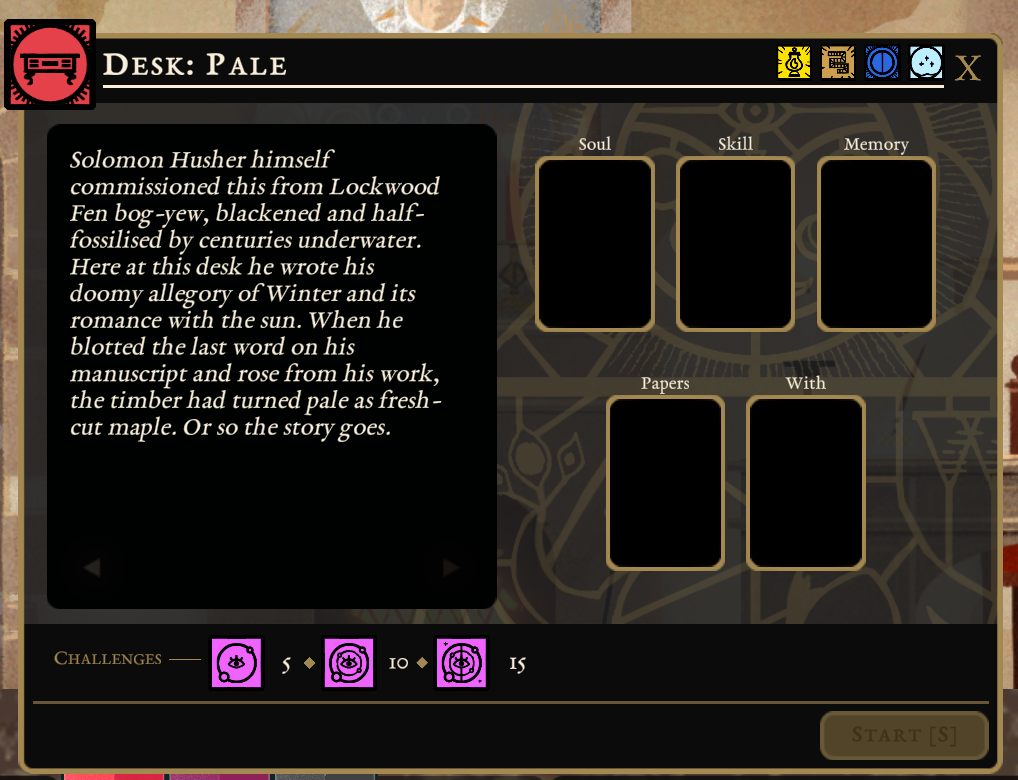 Desk: Pale
X
Solomon Husher himself
commissioned this from Lockwood
Fen bog-yew, blackened and half-
fossilised by centuries underwater.
Here at this desk he wrote his
doomy allegory of Winter and its
romance with the sun. When he
blotted the last word on his
manuscript and rose from his work,
the timber had turned pale as fresh-
cut maple. Or so the story goes.
Soul Skill Memory
Papers With
Challenges 5 10 15
Start [S]